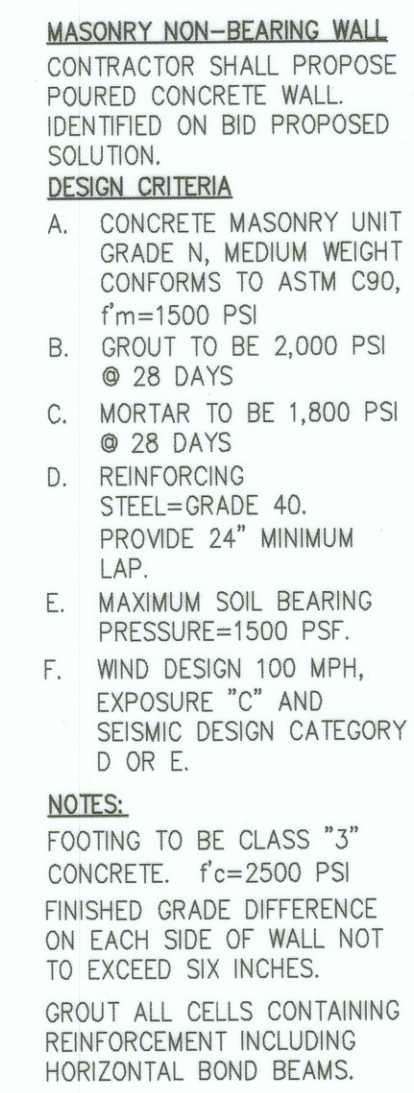 MASONRY NON-BEARING WALL
CONTRACTOR SHALL PROPOSE
POURED CONCRETE WALL.
IDENTIFIED ON BID PROPOSED
SOLUTION.
DESIGN CRITERIA
A. CONCRETE MASONRY UNIT
GRADE N, MEDIUM WEIGHT
CONFORMS TO ASTM C90,
f'm=1500 PSI
B. GROUT TO BE 2,000 PSI
@ 28 DAYS
C. MORTAR TO BE 1,800 PSI
@ 28 DAYS
D. REINFORCING
STEEL=GRADE 40.
PROVIDE 24" MINIMUM
LAP.
E. MAXIMUM SOIL BEARING
PRESSURE=1500 PSF.
F. WIND DESIGN 100 MPH,
EXPOSURE "C" AND
SEISMIC DESIGN CATEGORY
D OR E.
NOTES:
FOOTING TO BE CLASS "3"
CONCRETE. f'c=2500 PSI
FINISHED GRADE DIFFERENCE
ON EACH SIDE OF WALL NOT
TO EXCEED SIX INCHES.
GROUT ALL CELLS CONTAINING
REINFORCEMENT INCLUDING
HORIZONTAL BOND BEAMS.